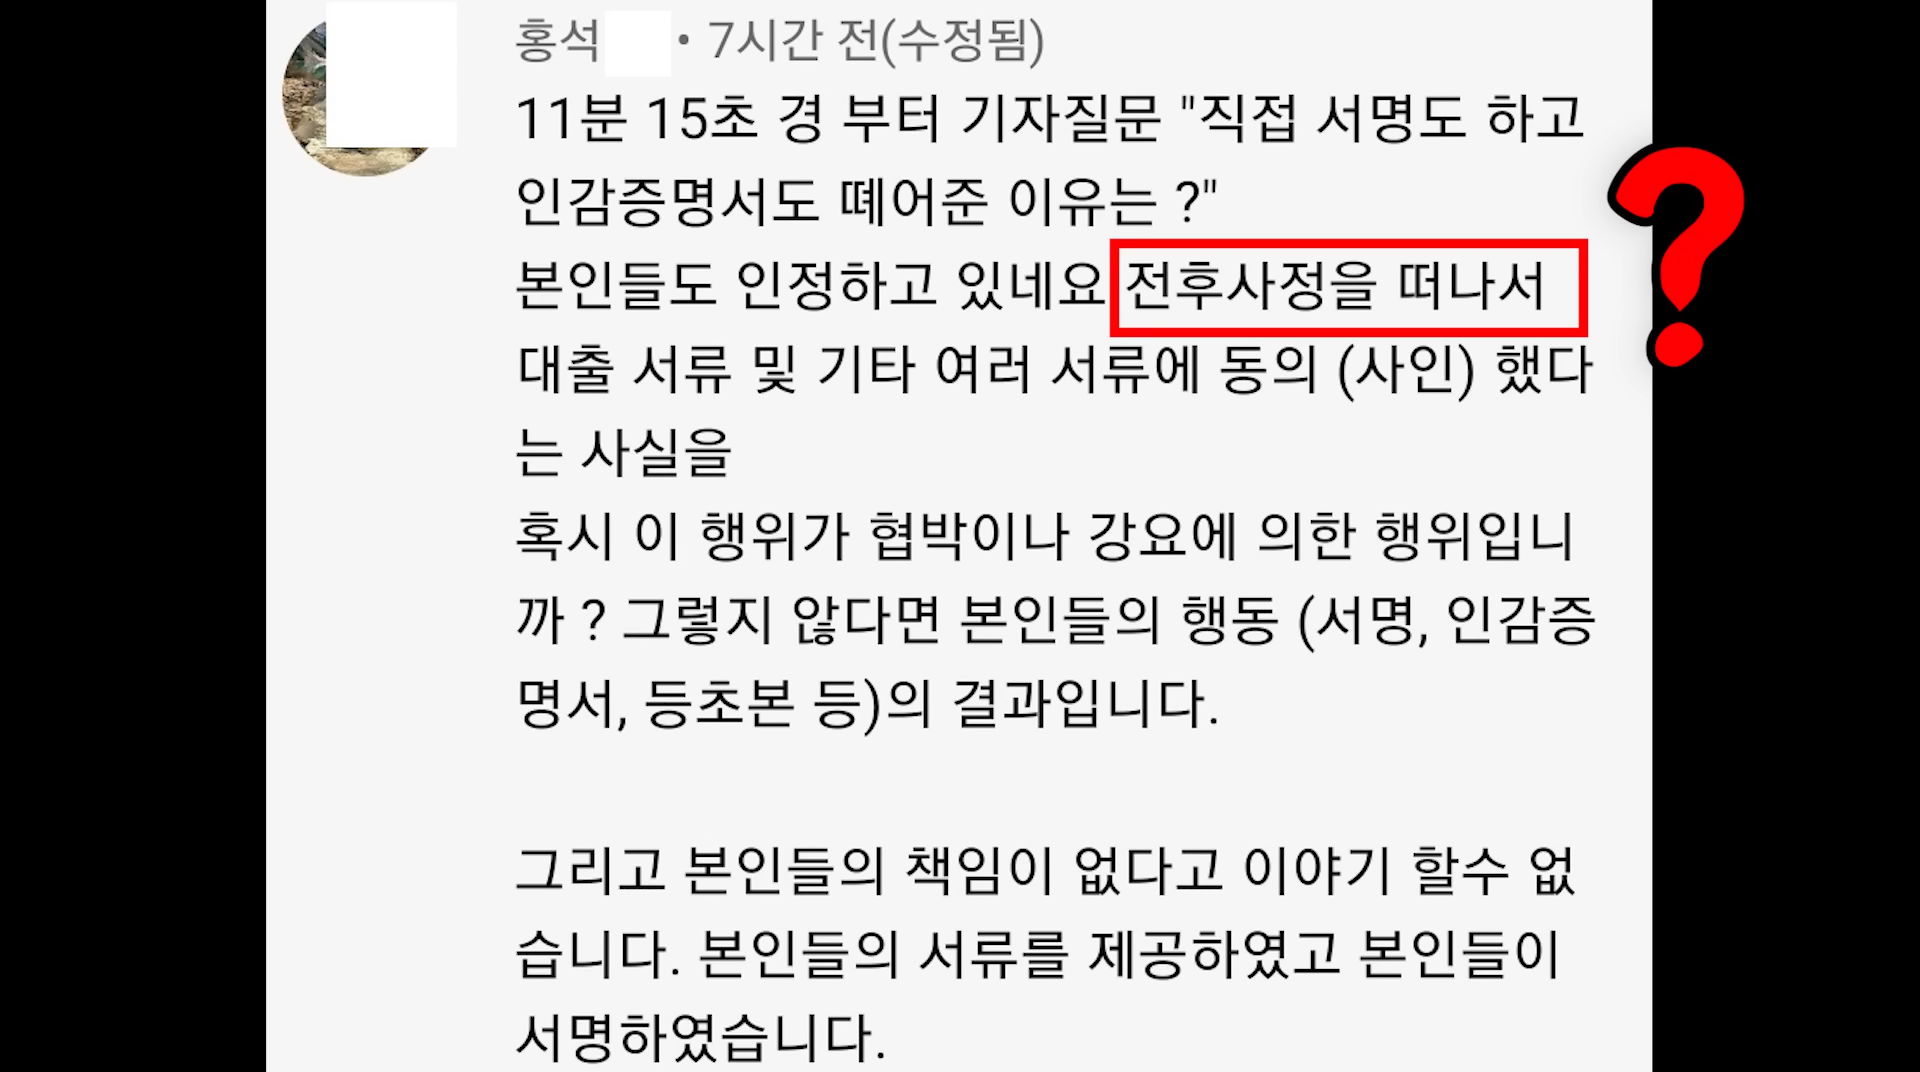 홍석 • 7시간 전(수정됨)
11분 15초 경 부터 기자질문 "직접 서명도 하고
인감증명서도 뗴어준 이유는 ?"
본인들도 인정하고 있네요 전후사정을 떠나서
대출 서류 및 기타 여러 서류에 동의 (사인) 했다
는 사실을
혹시 이 행위가 협박이나 강요에 의한 행위입니
까 ? 그렇지 않다면 본인들의 행동 (서명, 인감증
명서, 등초본 등)의 결과입니다.
그리고 본인들의 책임이 없다고 이야기 할수 없
습니다. 본인들의 서류를 제공하였고 본인들이
서명하였습니다.
?